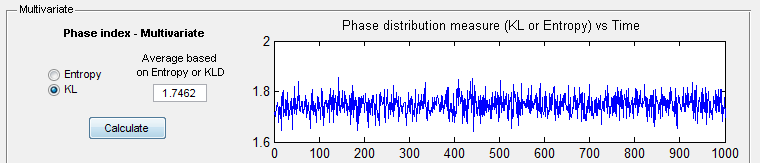 Multivariate
Phase index - Multivariate
Entropy
KL
Average based
on Entropy or KLD
1.7462
Calculate
Phase distribution measure (KL or Entropy) vs Time
2
1.8
1.6
0 100 200 300 400 500 600 700 800 900 1000